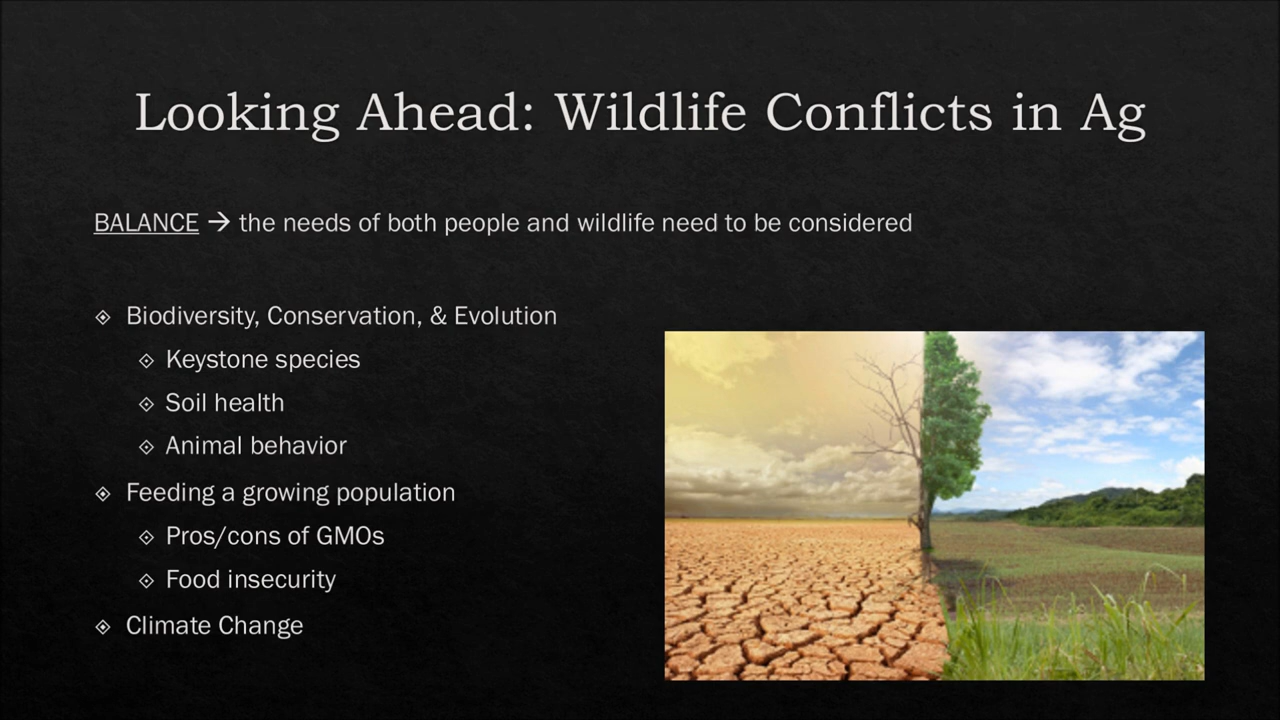 Looking Ahead: Wildlife Conflicts in Ag
BALANCE → the needs of both people and wildlife need to be considered
Biodiversity, Conservation, & Evolution
Keystone species
Soil health
Animal behavior
Feeding a growing population
Pros/cons of GMOs
Food insecurity
Climate Change